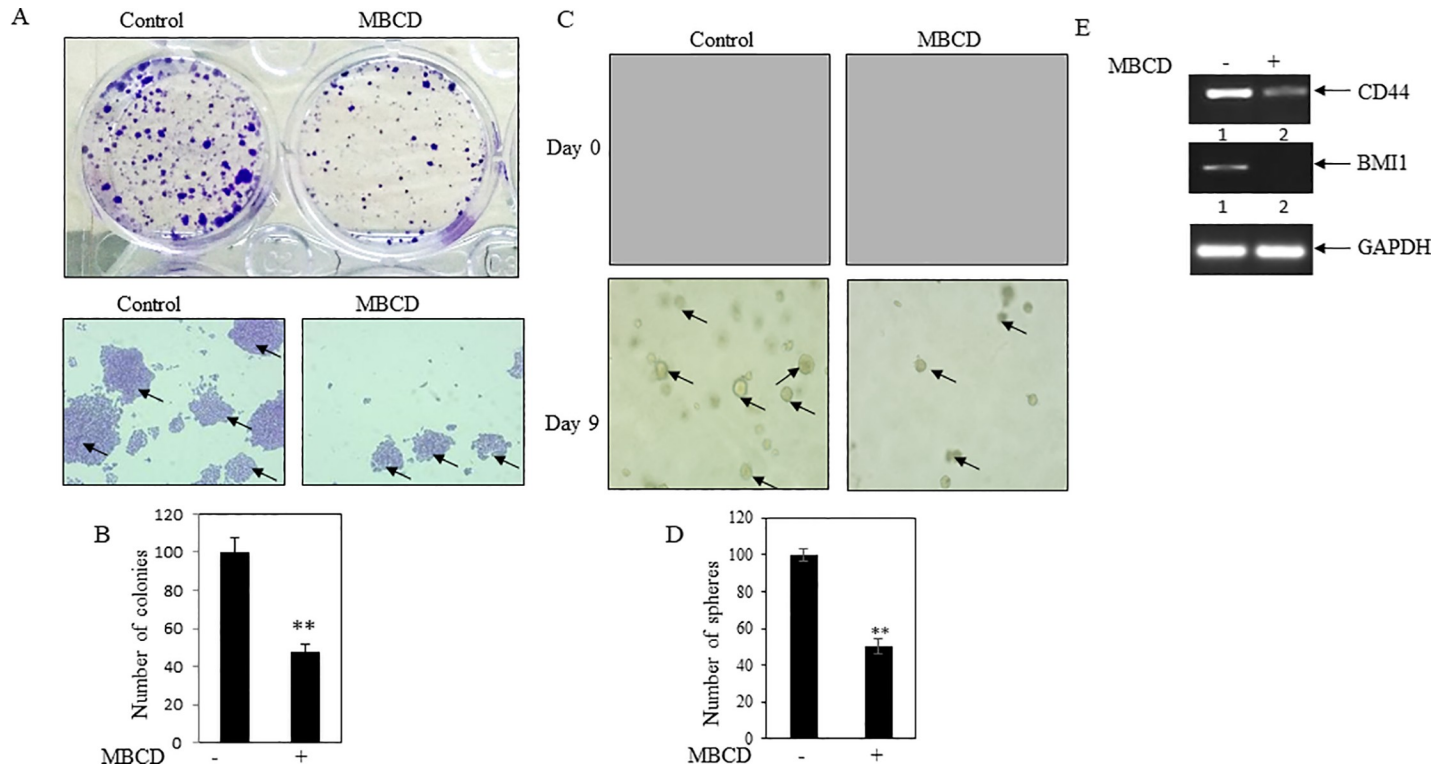 A
Control
MBCD
Control
MBCD
B
Number of colonies
120
100
80
60
40
20
0
**
MBCD
-
+
C
Control
MBCD
Day 0
Day 9
D
Number of spheres
120
100
80
60
40
20
0
**
MBCD
-
+
E
MBCD
-
+
CD44
1
2
BMI1
1
2
GAPDH